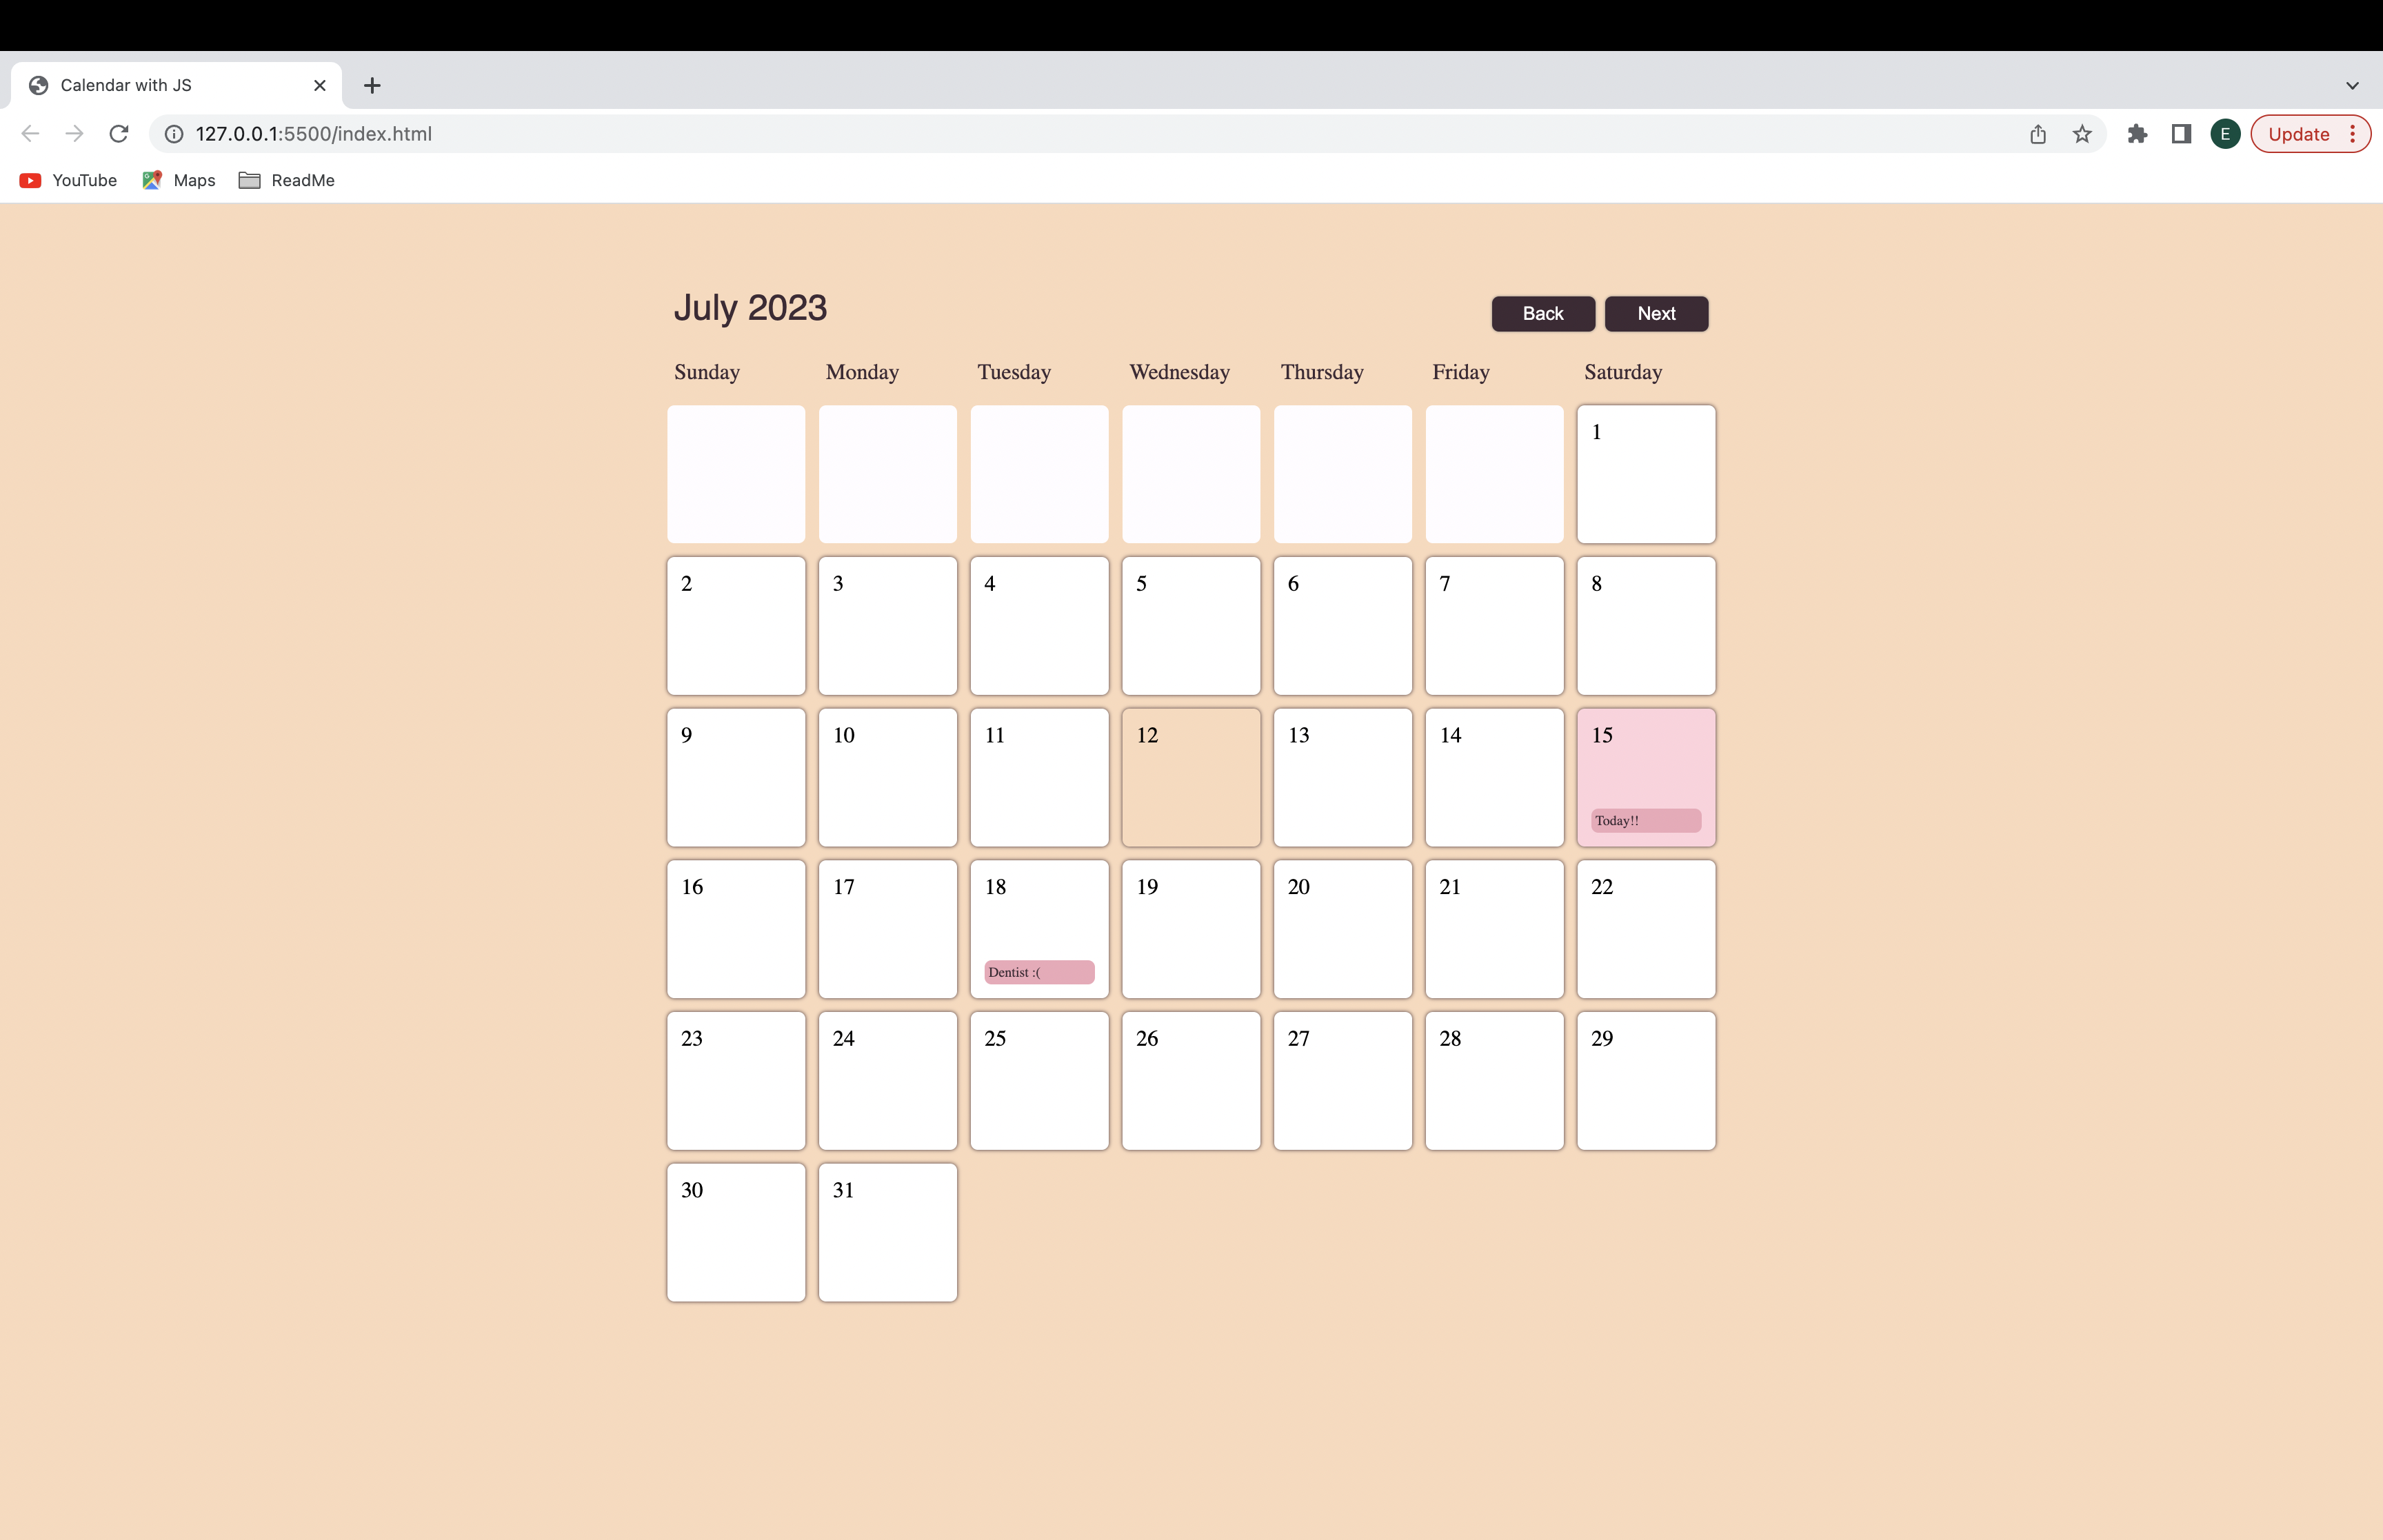 Calendar with JS
127.0.0.1:5500/index.html
E
Update
YouTube
Maps
ReadMe
July 2023
Back
Next
Sunday Monday Tuesday Wednesday Thursday Friday Saturday
1
2 3 4 5 6 7 8
9 10 11 12 13 14 15
Today!!
16 17 18 19 20 21 22
Dentist :(
23 24 25 26 27 28 29
30 31